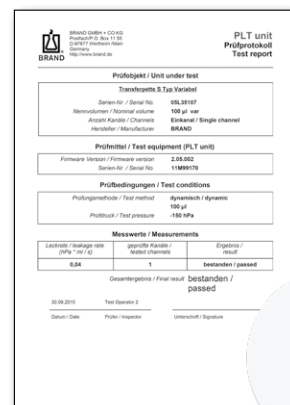 BRAND
BRAND GMBH + CO KG
Postfach/P.O. Box 11 55
D-97877 Wertheim /Main
Germany
http://www.brand.de
PLT unit
Prüfprotokoll
Test report
Prüfobjekt / Unit under test
Transferpette S Typ Variabel
Serien-Nr. / Serial No. 05L35107
Nennvolumen / Nominal volume 100 µl var
Anzahl Kanäle / Channels Einkanal / Single channel
Hersteller / Manufacturer BRAND
Prüfmittel / Test equipment (PLT unit)
Firmware Version / Firmware version 2.05.002
Serien-Nr. / Serial No. 11M99170
Prüfbedingungen / Test conditions
Prüfungsmethode / Test method dynamisch / dynamic
100 µl
Prüfdruck / Test pressure -150 hPa
Messwerte / Measurements
Leckrate / leakage rate (hPa * ml / s)
geprüfte Kanäle / tested channels
Ergebnis / result
0,04 1 bestanden / passed
Gesamtergebnis / Final result bestanden / passed
30.09.2015 Test Operator 2
Datum / Date Prüfer / Inspector Unterschrift / Signature